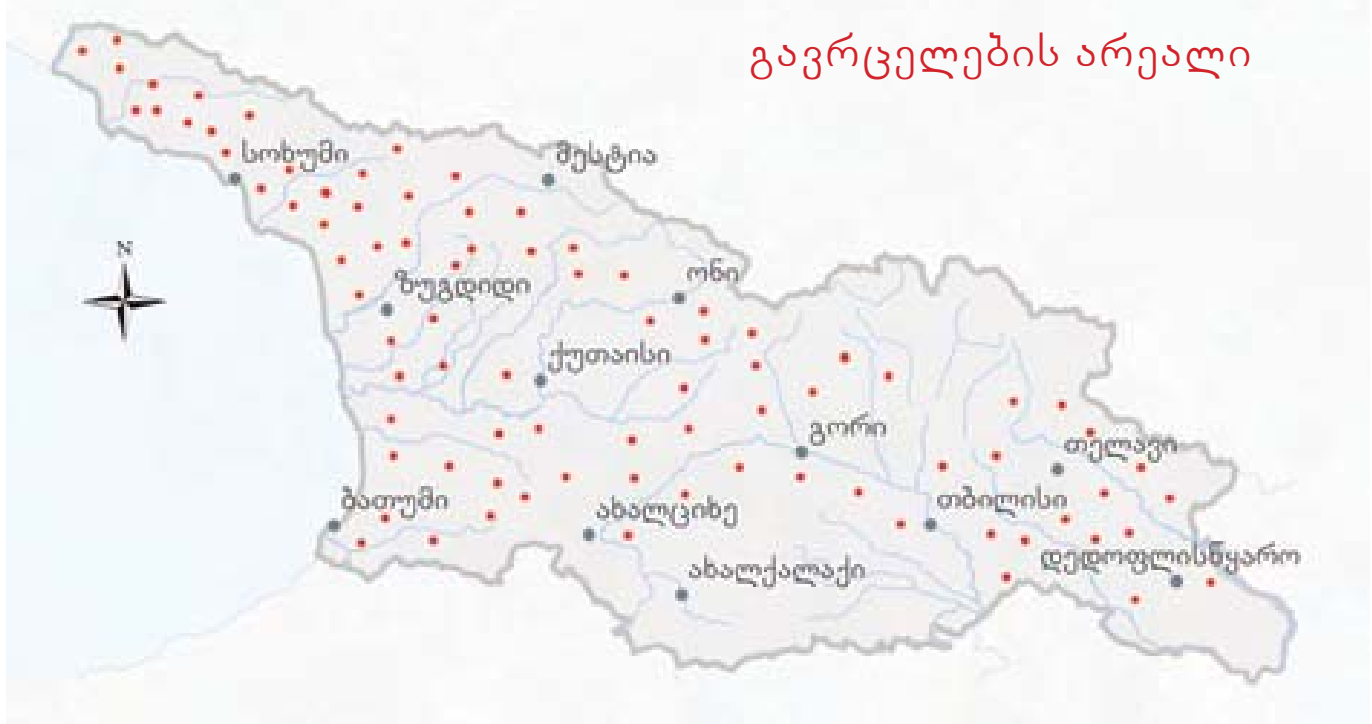 გავრცელების არეალი
სოხუმი
მესტია
N
ონი
ზუგდიდი
ქუთაისი
გორი
თელავი
ბათუმი
ახალციხე
თბილისი
დედოფლისწყარო
ახალქალაქი